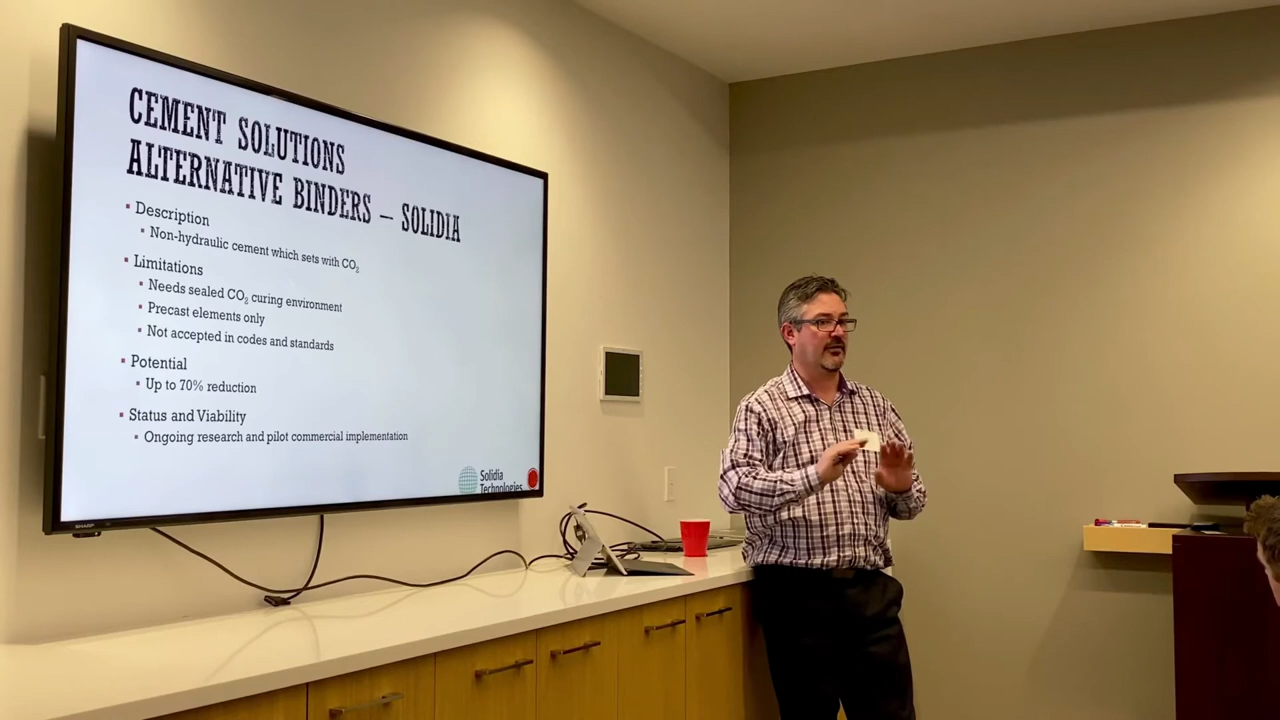 CEMENT SOLUTIONS
ALTERNATIVE BINDERS – SOLIDIA
▪ Description
▪ Non-hydraulic cement which sets with CO₂
▪ Limitations
▪ Needs sealed CO₂ curing environment
▪ Precast elements only
▪ Not accepted in codes and standards
▪ Potential
▪ Up to 70% reduction
▪ Status and Viability
▪ Ongoing research and pilot commercial implementation
Solidia
Technologies
SHARP